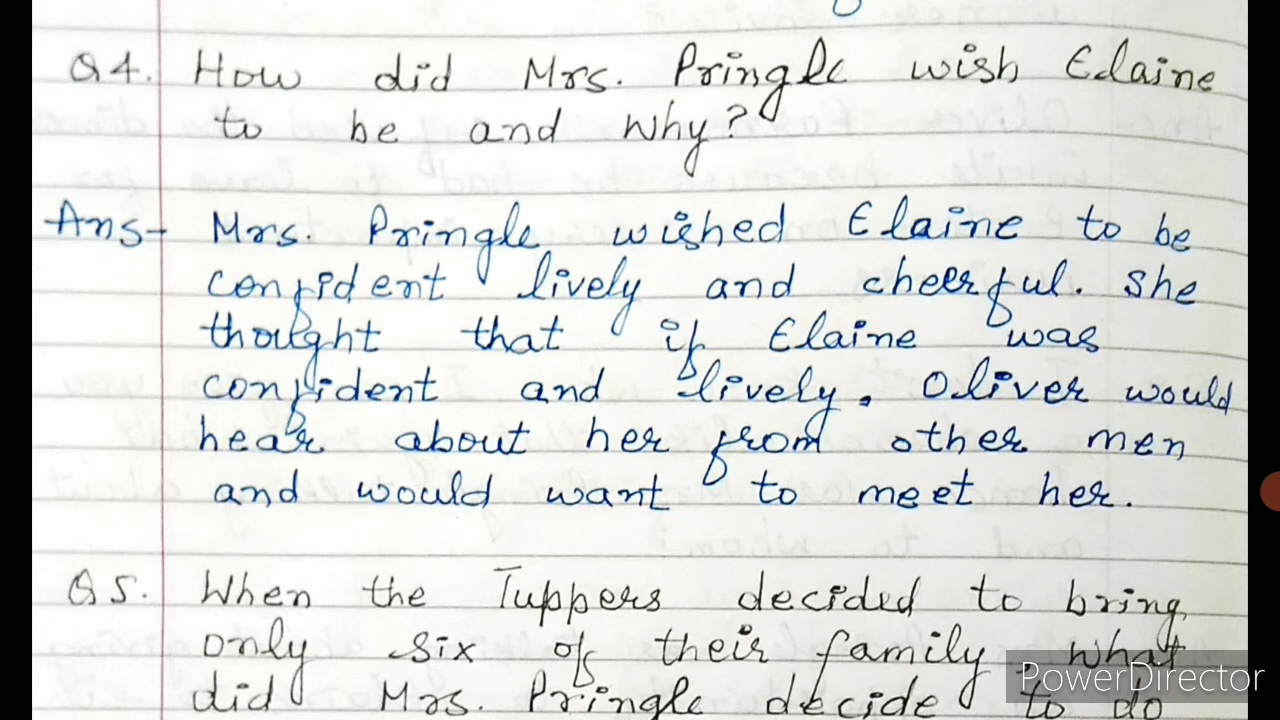 Q4. How did Mrs. Pringle wish Elaine
to be and why?
Ans- Mrs. Pringle wished Elaine to be
confident lively and cheerful. She
thought that if Elaine was
confident and lively. Oliver would
hear about her from other men
and would want to meet her.
Q5. When the Tuppers decided to bring
only six of their family, what
did Mrs. Pringle decide to do
PowerDirector